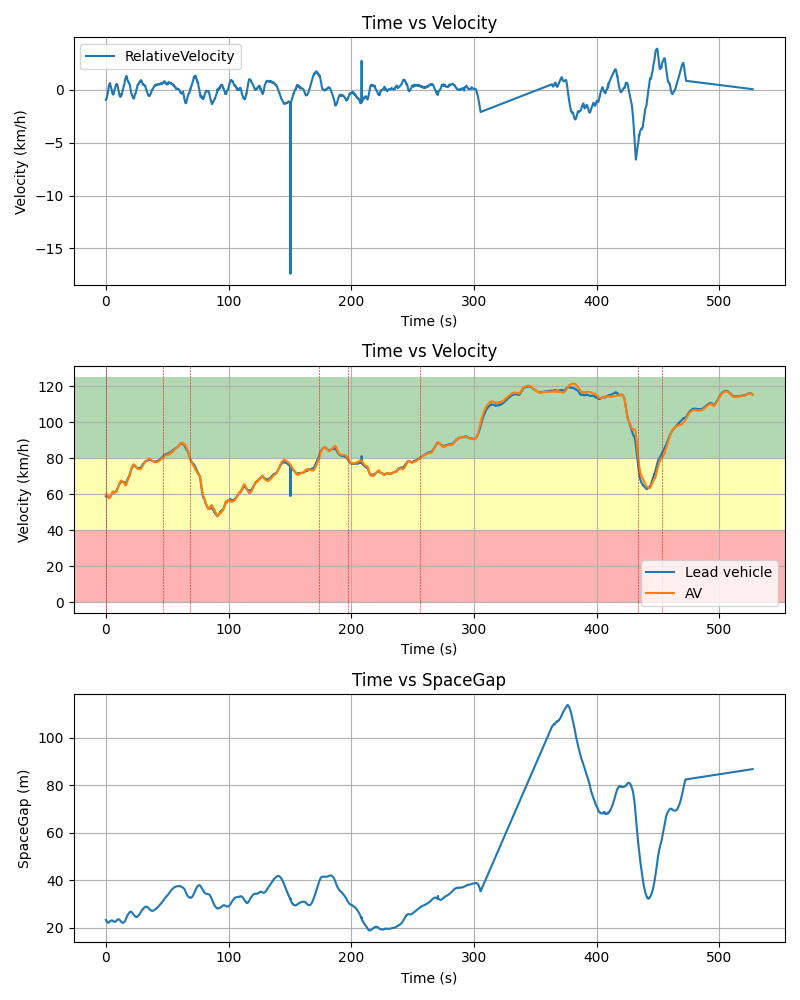 Time vs Velocity
RelativeVelocity
Velocity (km/h)
0
−5
−10
−15
0 100 200 300 400 500
Time (s)
Time vs Velocity
Velocity (km/h)
120
100
80
60
40
20
0
Lead vehicle
AV
0 100 200 300 400 500
Time (s)
Time vs SpaceGap
SpaceGap (m)
100
80
60
40
20
0 100 200 300 400 500
Time (s)